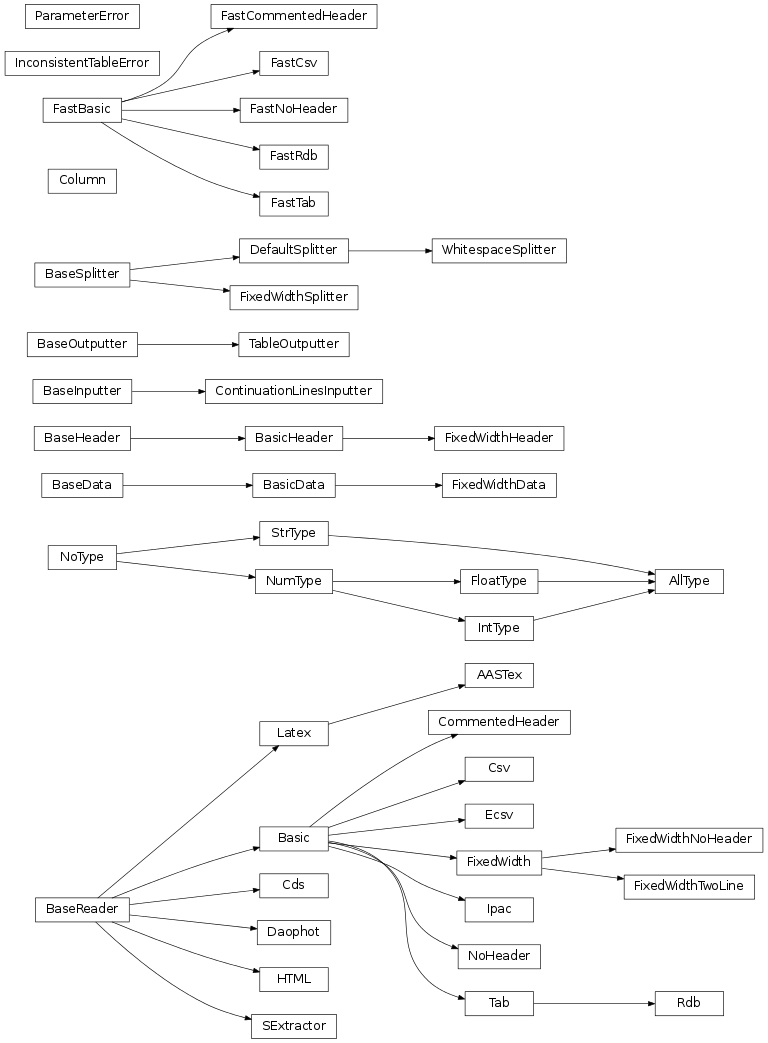 ParameterError
FastCommentedHeader
InconsistentTableError
FastCsv
FastBasic
FastNoHeader
FastRdb
Column
FastTab
DefaultSplitter
WhitespaceSplitter
BaseSplitter
FixedWidthSplitter
BaseOutputter
TableOutputter
BaseInputter
ContinuationLinesInputter
BaseHeader
BasicHeader
FixedWidthHeader
BaseData
BasicData
FixedWidthData
StrType
NoType
NumType
FloatType
AllType
IntType
AASTex
CommentedHeader
Latex
Csv
Ecsv
Basic
FixedWidthNoHeader
FixedWidth
Cds
FixedWidthTwoLine
BaseReader
Ipac
Daophot
NoHeader
HTML
Tab
Rdb
SExtractor